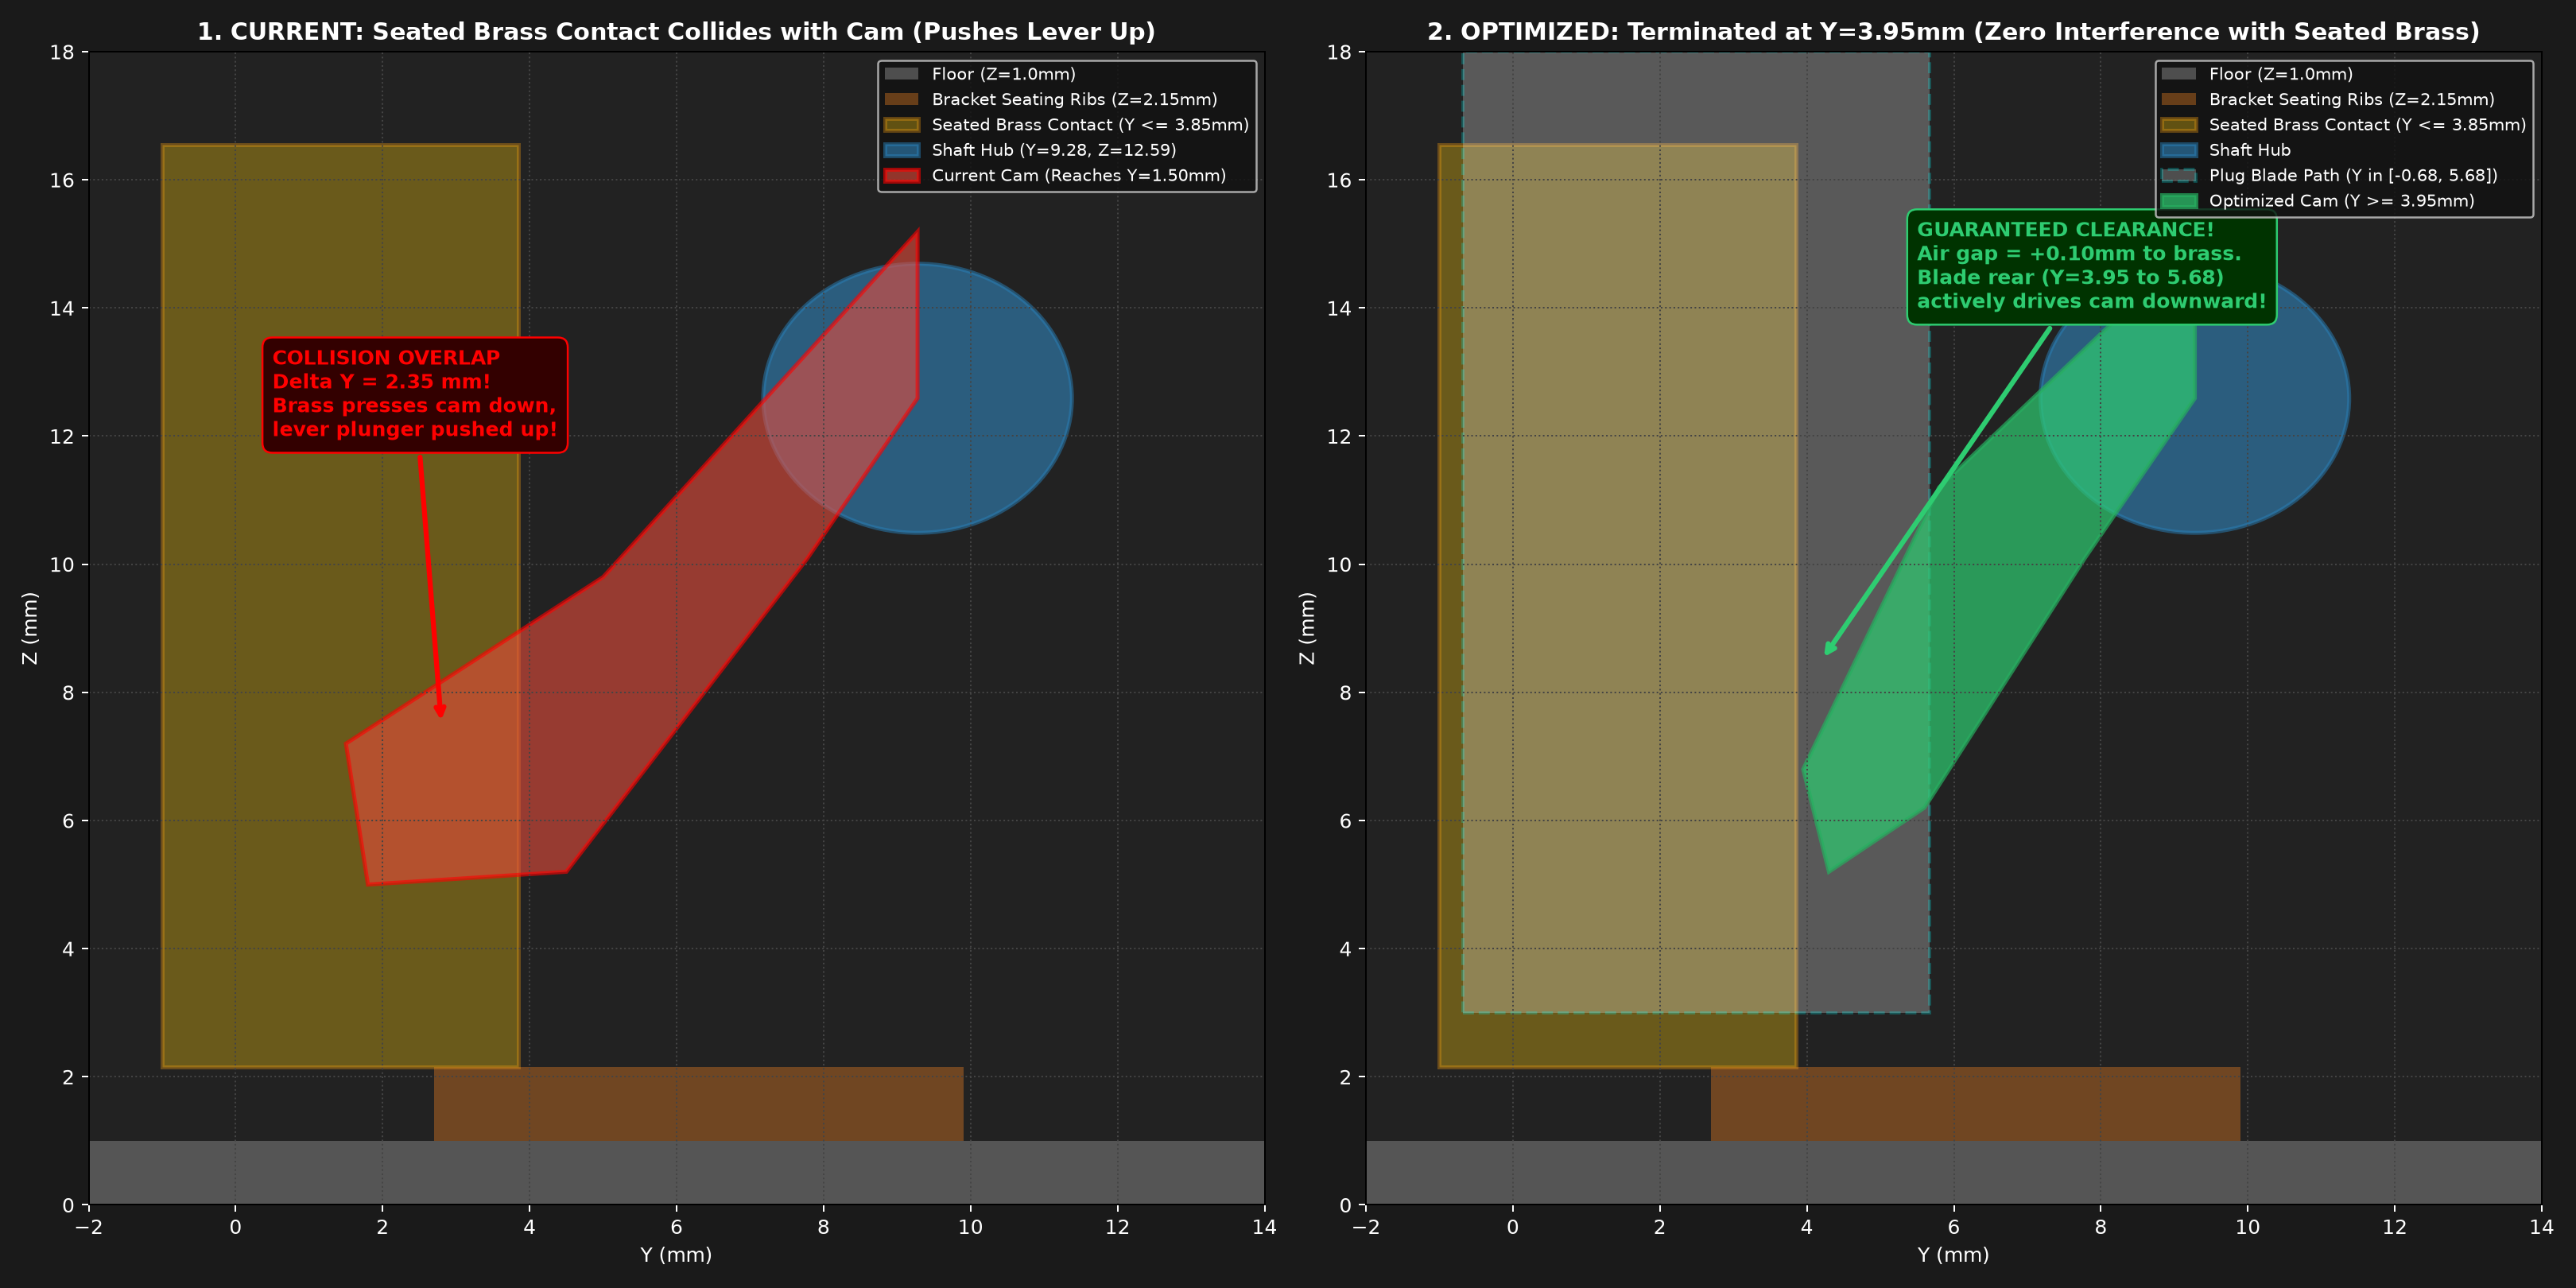 1. CURRENT: Seated Brass Contact Collides with Cam (Pushes Lever Up)
Floor (Z=1.0mm)
Bracket Seating Ribs (Z=2.15mm)
Seated Brass Contact (Y <= 3.85mm)
Shaft Hub (Y=9.28, Z=12.59)
Current Cam (Reaches Y=1.50mm)
COLLISION OVERLAP
Delta Y = 2.35 mm!
Brass presses cam down,
lever plunger pushed up!
Z (mm)
18
16
14
12
10
8
6
4
2
0
−2
0
2
4
6
8
10
12
14
Y (mm)
2. OPTIMIZED: Terminated at Y=3.95mm (Zero Interference with Seated Brass)
Floor (Z=1.0mm)
Bracket Seating Ribs (Z=2.15mm)
Seated Brass Contact (Y <= 3.85mm)
Shaft Hub
Plug Blade Path (Y in [-0.68, 5.68])
Optimized Cam (Y >= 3.95mm)
GUARANTEED CLEARANCE!
Air gap = +0.10mm to brass.
Blade rear (Y=3.95 to 5.68)
actively drives cam downward!
Z (mm)
18
16
14
12
10
8
6
4
2
0
−2
0
2
4
6
8
10
12
14
Y (mm)